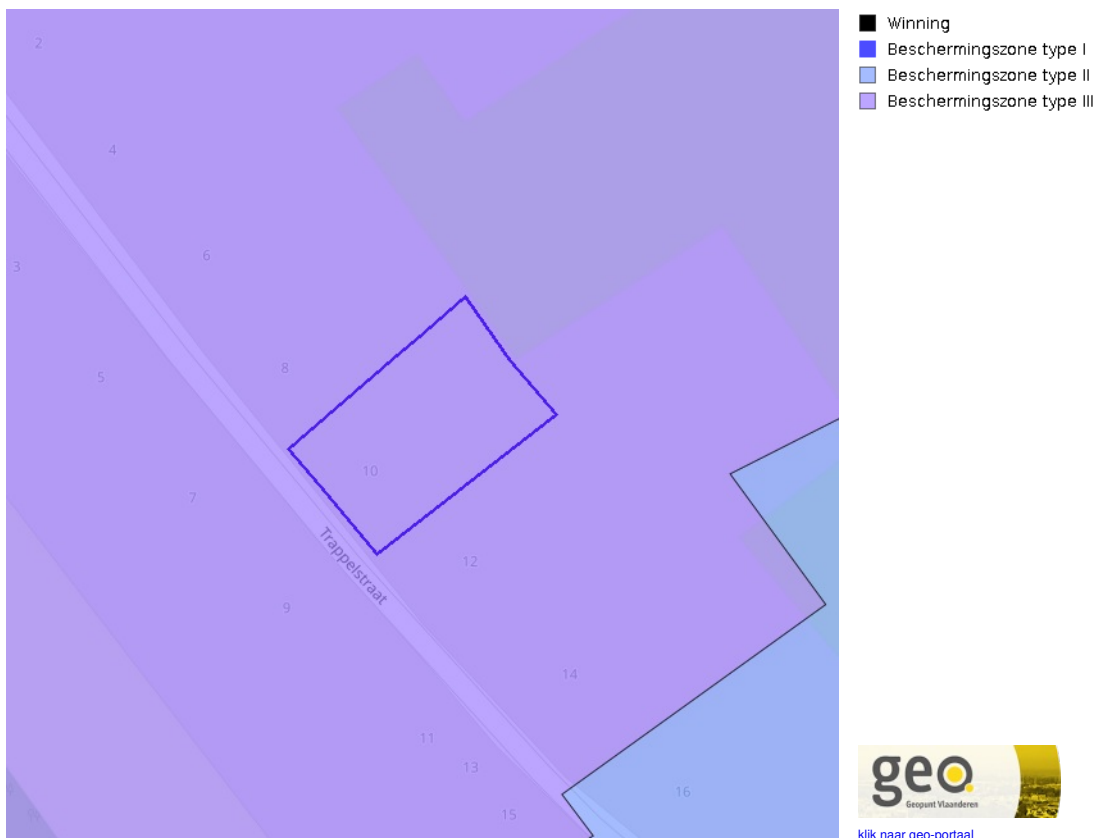 2
4
6
3
8
5
10
7
Trappelstraat
12
9
14
11
13
16
15
Winning
Beschermingszone type I
Beschermingszone type II
Beschermingszone type III
geo.
Geopunt Vlaanderen
klik naar geo-portaal